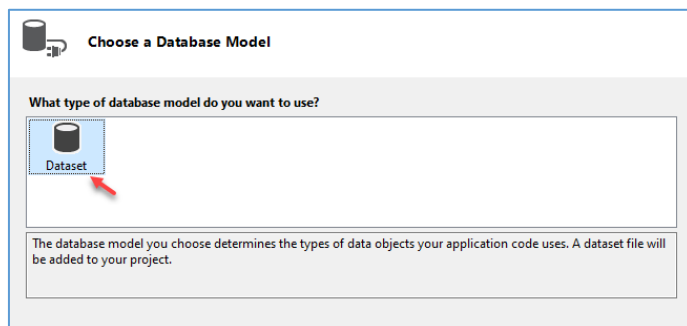 Choose a Database Model
What type of database model do you want to use?
Dataset
The database model you choose determines the types of data objects your application code uses. A dataset file will
be added to your project.